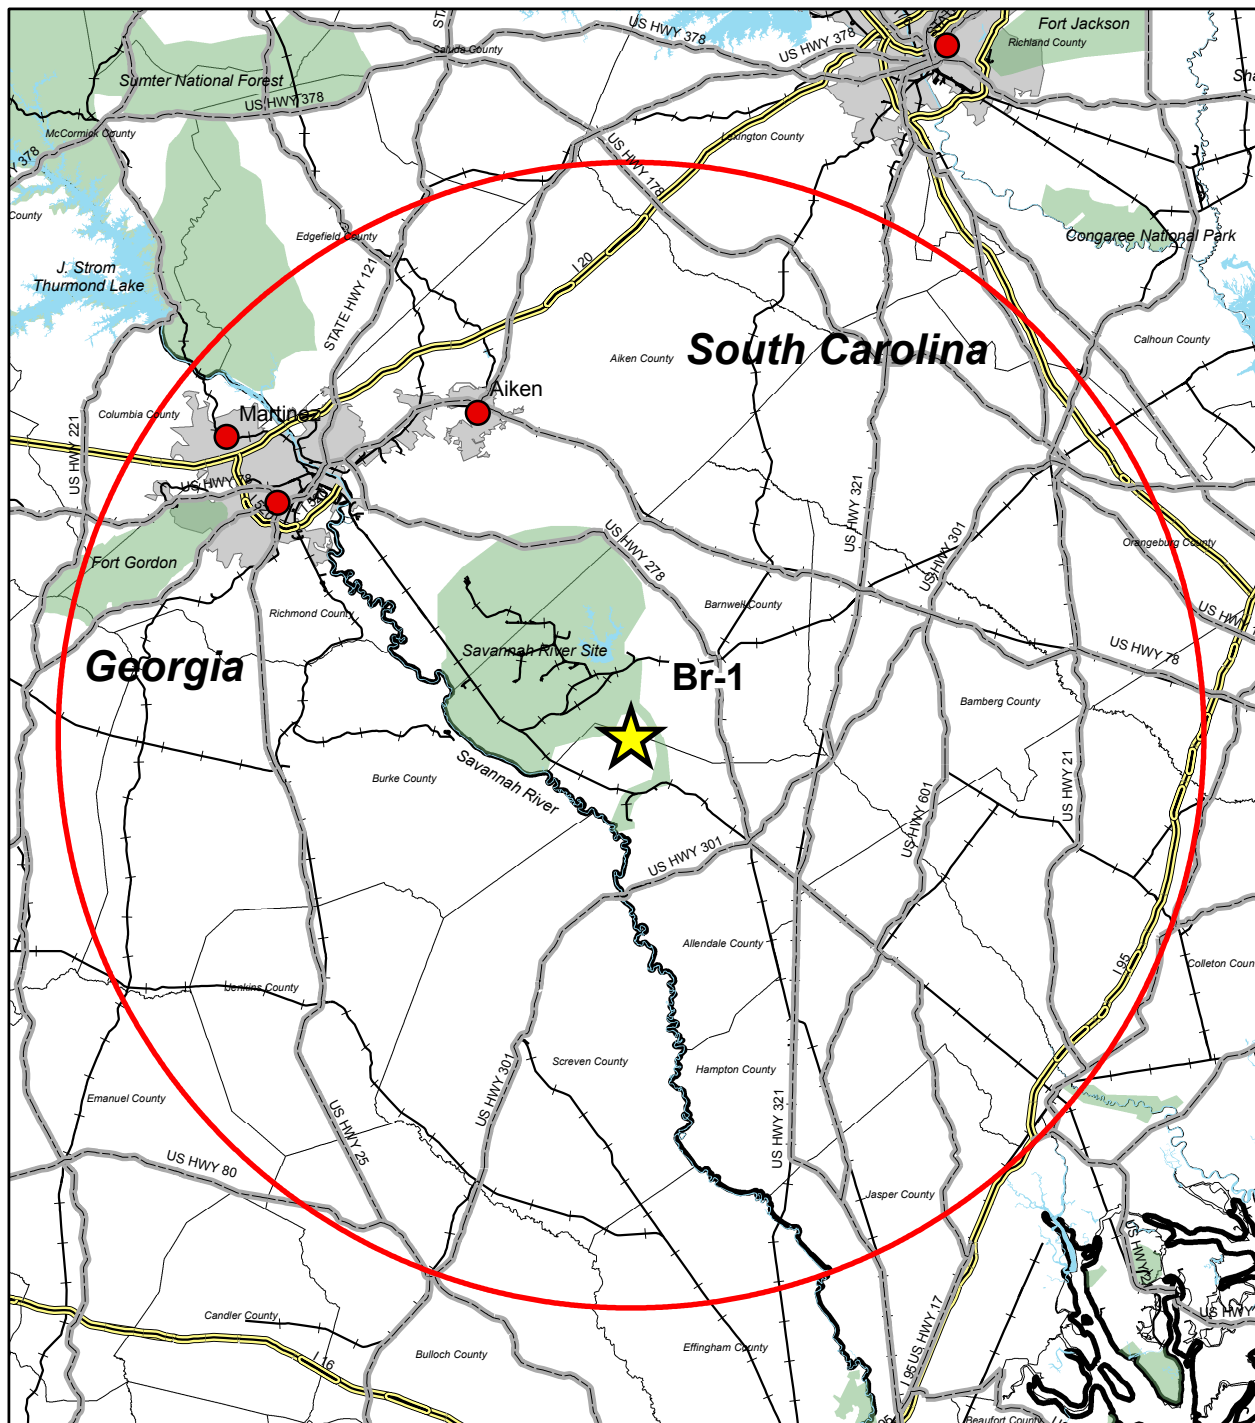 Fort Jackson
Richland County
US HWY 378
US HWY 378
Saluda County
Sumter National Forest
US HWY 378
McCormick County
Lexington County
US HWY 178
County
Edgefield County
Congaree National Park
J. Strom
Thurmond Lake
I 20
STATE HWY 121
South Carolina
Calhoun County
Aiken County
Aiken
Columbia County
Martinez
US HWY 221
US HWY 78
I 520
US HWY 321
US HWY 278
US HWY 301
Orangeburg County
Fort Gordon
Richmond County
Barnwell County
Savannah River Site
US HWY 78
Georgia
Br-1
Bamberg County
Savannah River
Burke County
US HWY 21
US HWY 601
US HWY 301
Allendale County
I 95
Jenkins County
Screven County
Hampton County
US HWY 301
Emanuel County
US HWY 25
US HWY 321
US HWY 80
Jasper County
Candler County
US HWY 17
US HWY
Bulloch County
I 16
Effingham County
I 95
Beaufort County